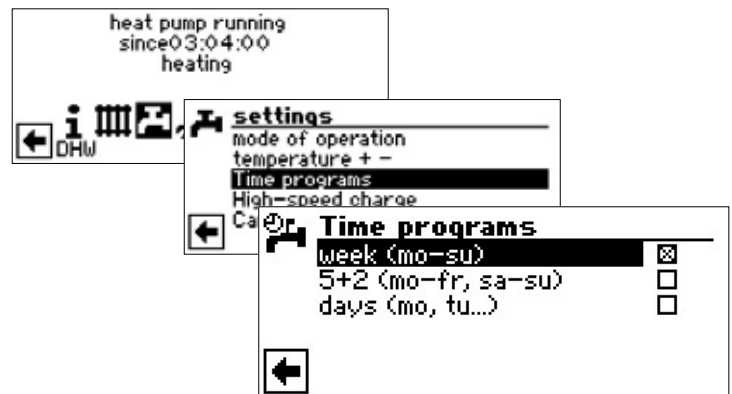 heat pump running
since03:04:00
heating
DHW
settings
mode of operation
temperature + −
Time programs
High-speed charge
Ca
Time programs
week (mo-su)
5+2 (mo-fr, sa-su)
days (mo, tu...)